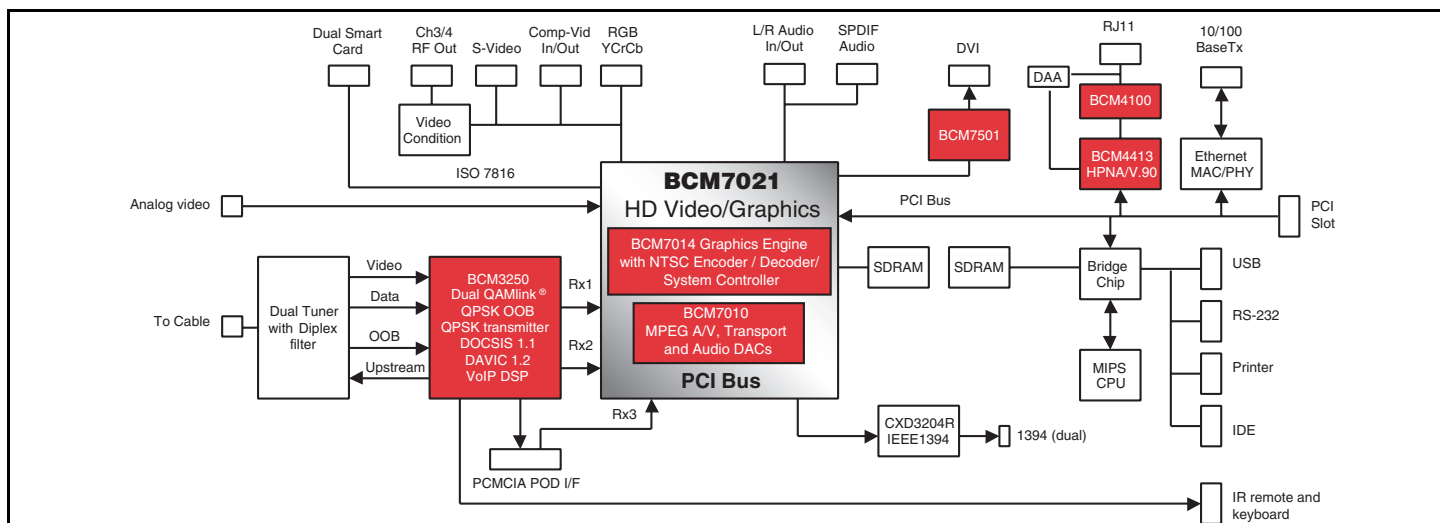 Dual Smart
Card
Ch3/4
RF Out
S-Video
Comp-Vid
In/Out
RGB
YCrCb
L/R Audio
In/Out
SPDIF
Audio
DVI
RJ11
10/100
BaseTx
DAA
BCM4100
Video
Condition
BCM7501
BCM4413
HPNA/V.90
Ethernet
MAC/PHY
ISO 7816
Analog video
BCM7021
HD Video/Graphics
PCI Bus
PCI
Slot
BCM7014 Graphics Engine
with NTSC Encoder / Decoder/
System Controller
SDRAM
SDRAM
Bridge
Chip
USB
To Cable
Dual Tuner
with Diplex
filter
Video
Data
OOB
Upstream
BCM3250
Dual QAMlink ®
QPSK OOB
QPSK transmitter
DOCSIS 1.1
DAVIC 1.2
VoIP DSP
Rx1
Rx2
BCM7010
MPEG A/V, Transport
and Audio DACs
PCI Bus
RS-232
MIPS
CPU
Printer
Rx3
CXD3204R
IEEE1394
1394 (dual)
IDE
PCMCIA POD I/F
IR remote and
keyboard